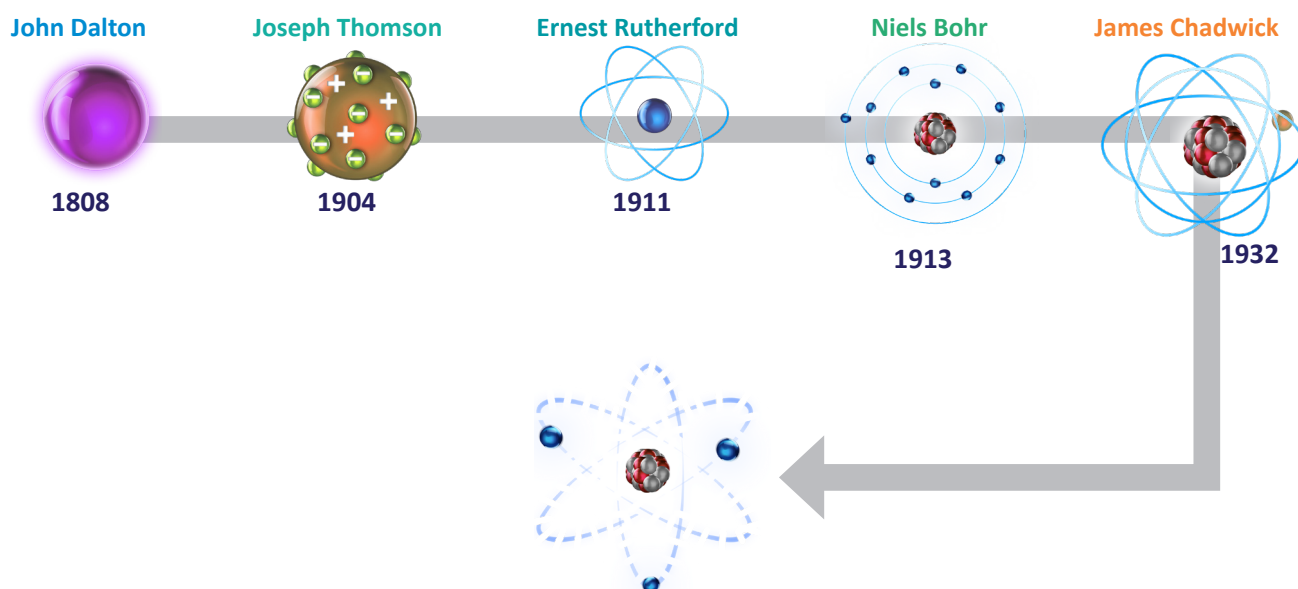 John Dalton
Joseph Thomson
Ernest Rutherford
Niels Bohr
James Chadwick
1808
1904
1911
1913
1932